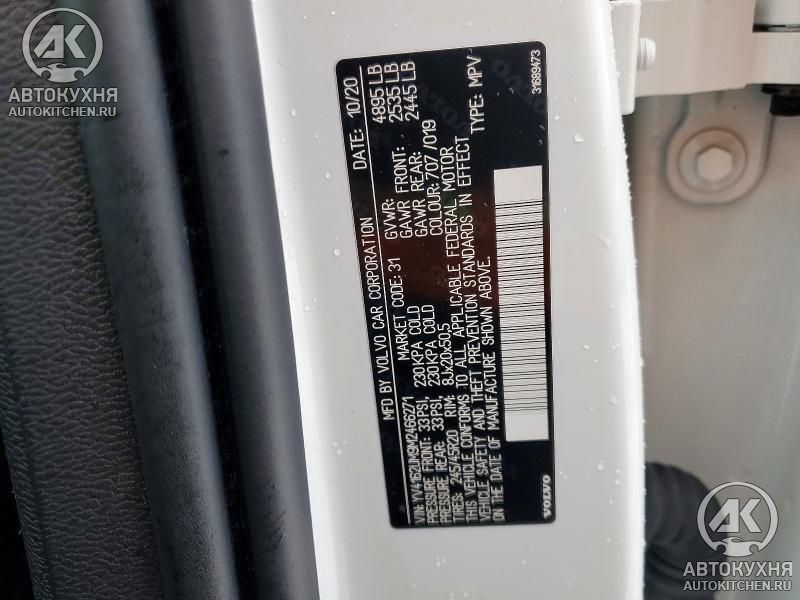 АВТОКУХНЯ
AUTOKITCHEN.RU
MFD BY VOLVO CAR CORPORATION DATE: 10/20
VIN: YV4162UM9M2466271 GVWR: 4895 LB
PRESSURE FRONT: 33PSI, 230KPA COLD MARKET CODE: 31 GAWR FRONT: 2535 LB
PRESSURE REAR: 33PSI, 230KPA COLD GAWR REAR: 2445 LB
TIRES: 245/45R20 RIM: 8Jx20x50,5 COLOUR: 707/019
THIS VEHICLE CONFORMS TO ALL APPLICABLE FEDERAL MOTOR
VEHICLE SAFETY AND THEFT PREVENTION STANDARDS IN EFFECT
ON THE DATE OF MANUFACTURE SHOWN ABOVE. TYPE: MPV
VOLVO 31689473
АВТОКУХНЯ
AUTOKITCHEN.RU